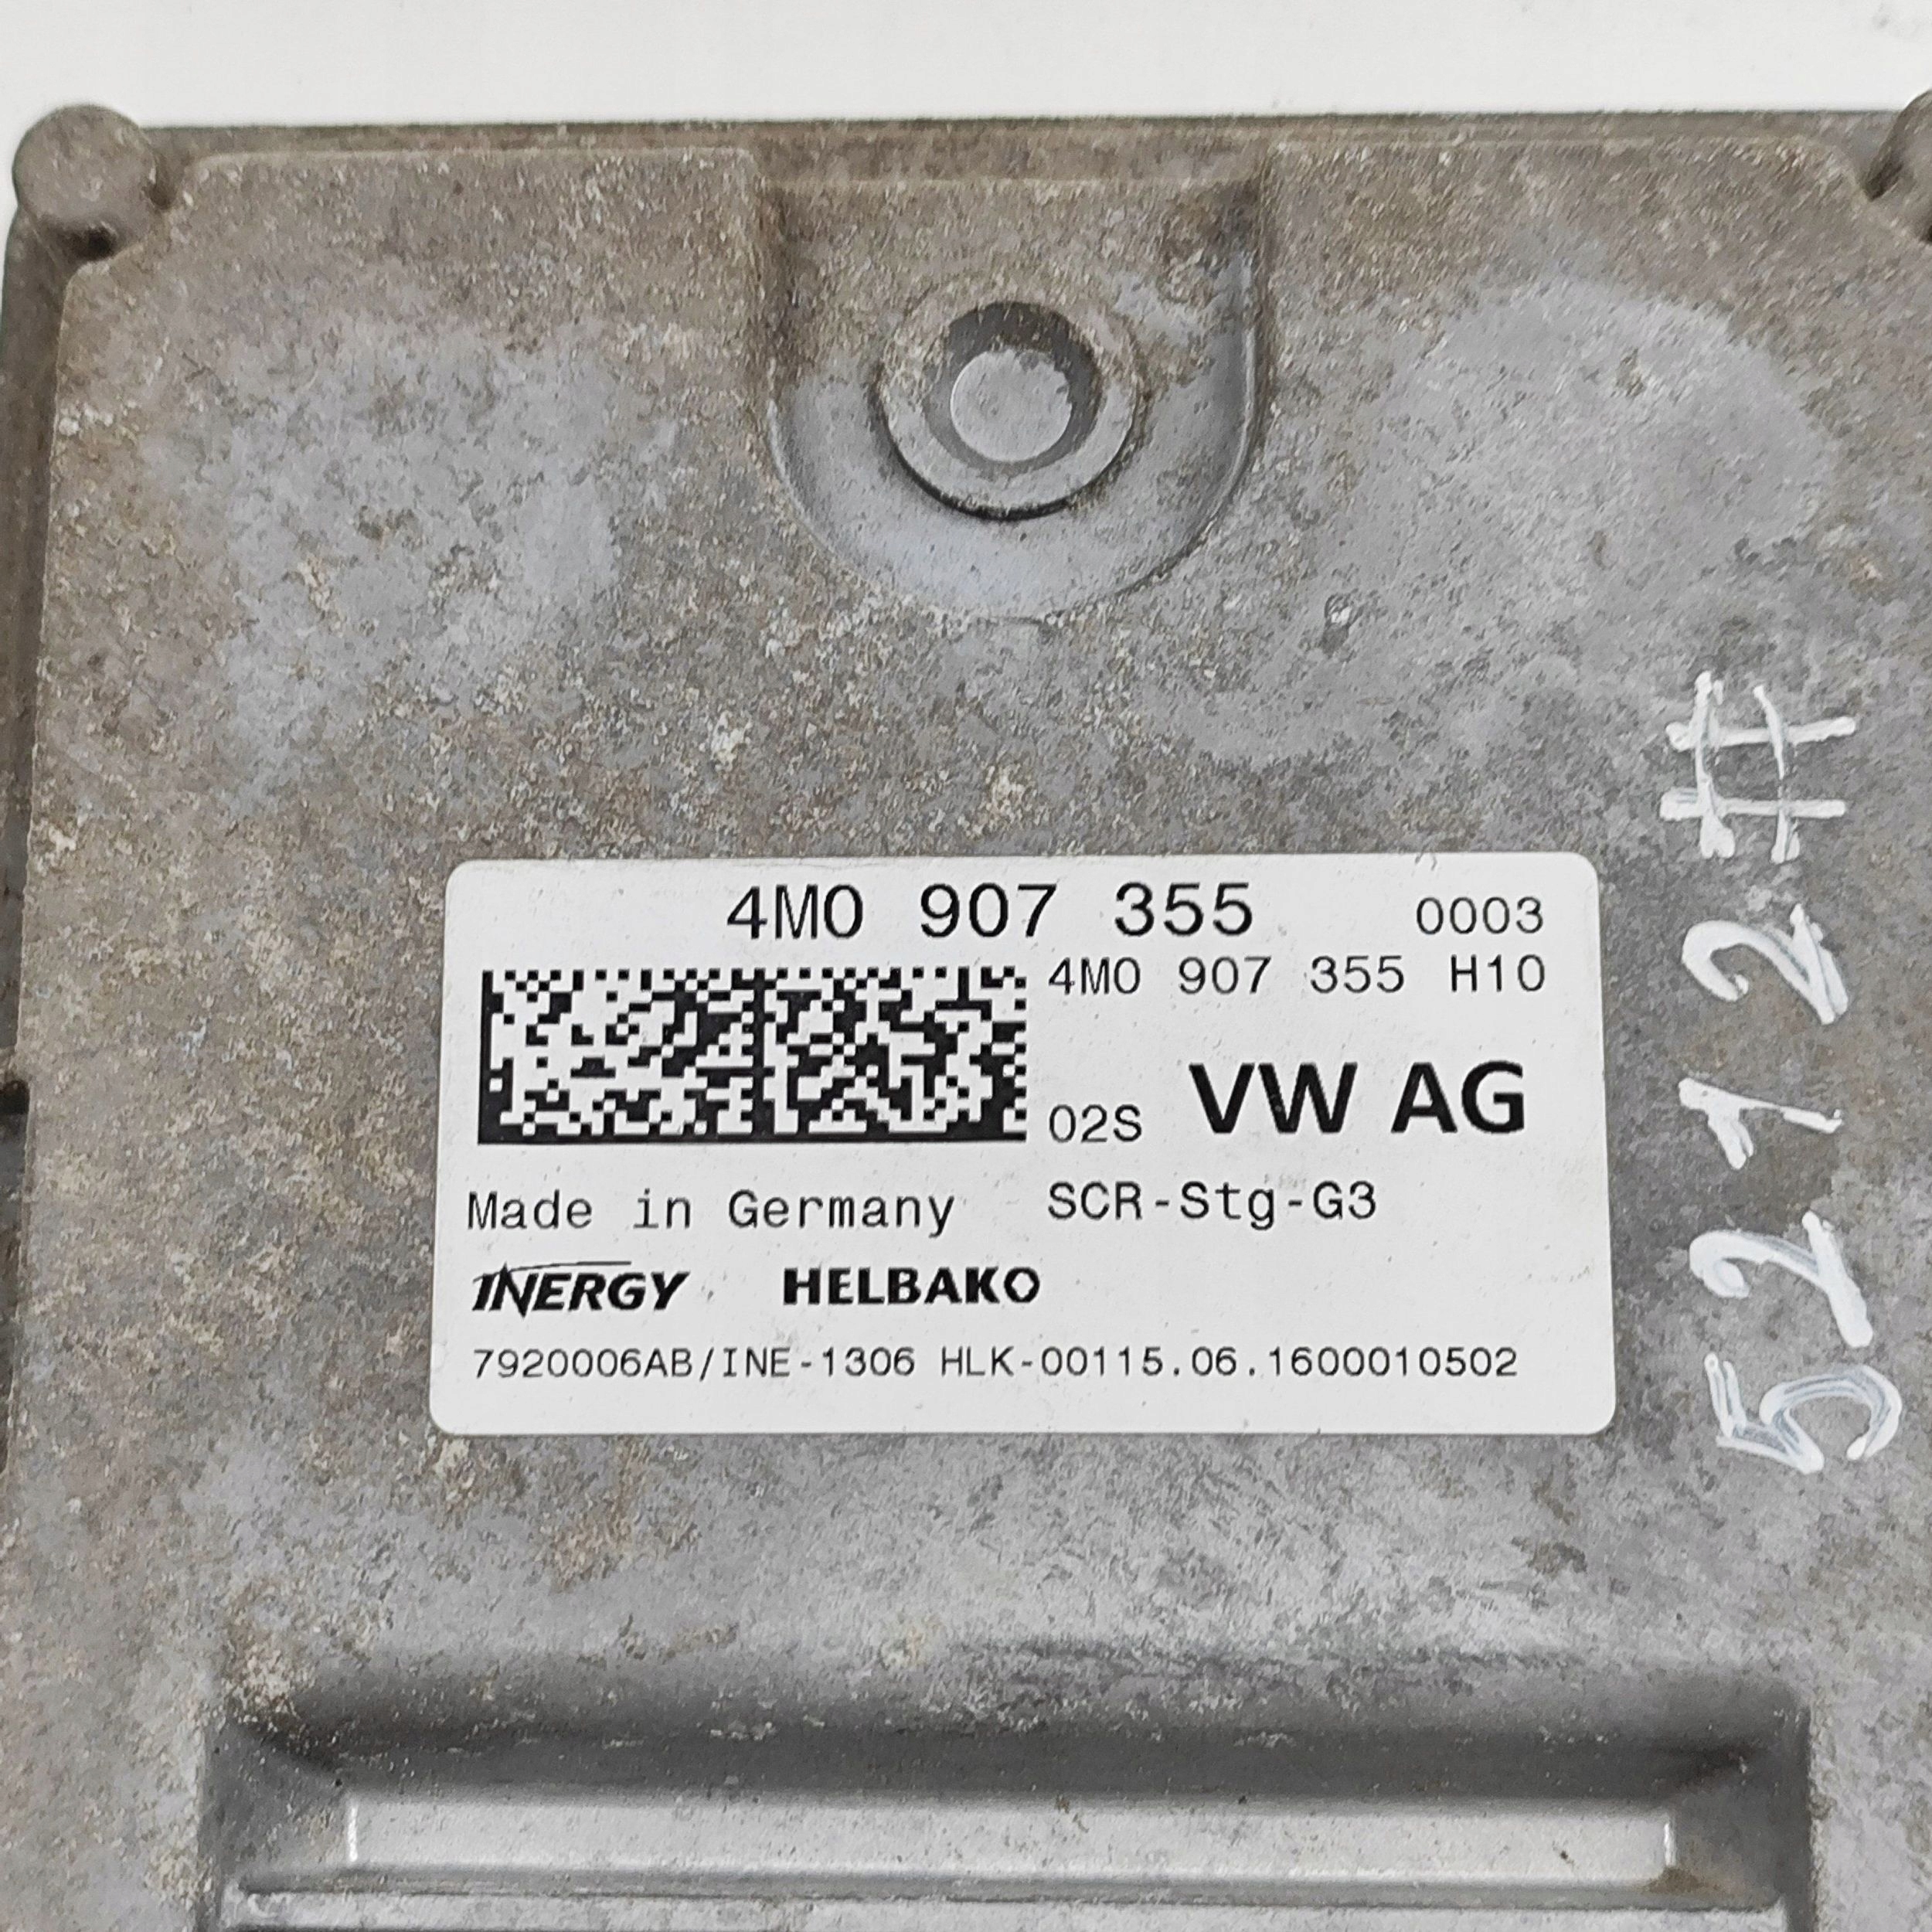 4M0 907 355 0003
4M0 907 355 H10
02S VW AG
Made in Germany SCR-Stg-G3
INERGY HELBAKO
7920006AB/INE-1306 HLK-00115.06.1600010502
5212#